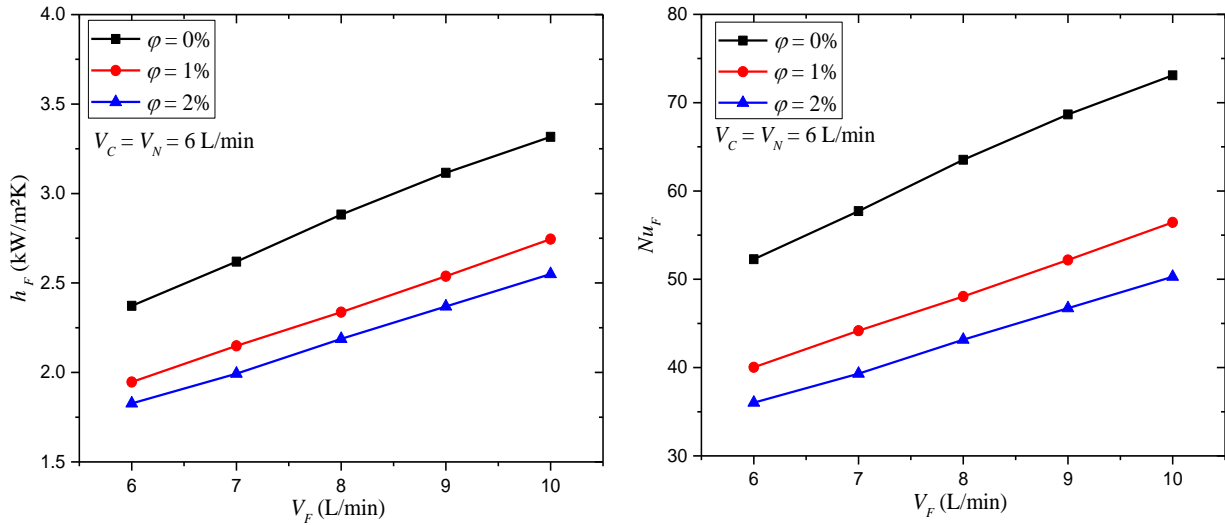 4.0
3.5
3.0
2.5
2.0
1.5
h_F (kW/m²K)
φ = 0%
φ = 1%
φ = 2%
V_C = V_N = 6 L/min
6 7 8 9 10
V_F (L/min)
80
70
60
50
40
30
Nu_F
φ = 0%
φ = 1%
φ = 2%
V_C = V_N = 6 L/min
6 7 8 9 10
V_F (L/min)